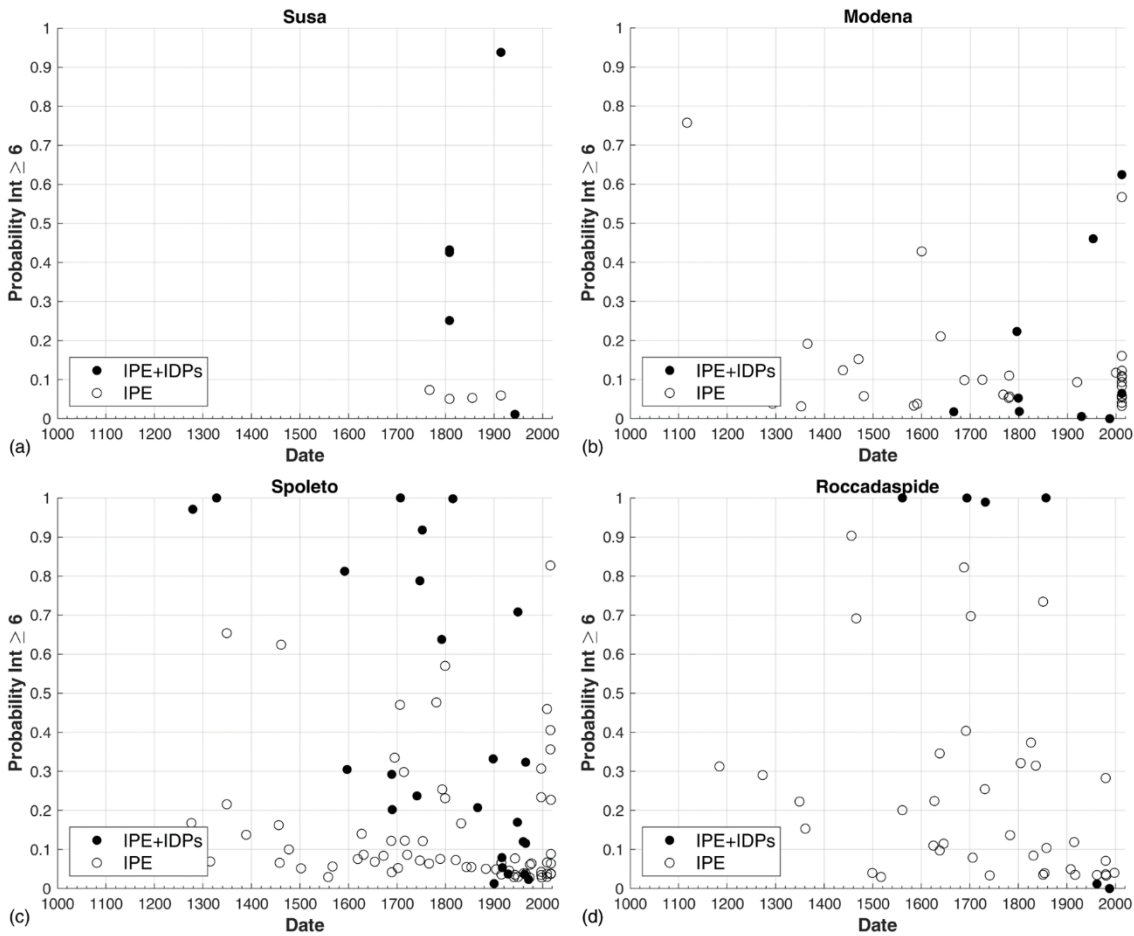 Susa
1
0.9
0.8
0.7
0.6
0.5
0.4
0.3
0.2
0.1
0
Probability Int ≥ 6
IPE+IDPs
IPE
1000 1100 1200 1300 1400 1500 1600 1700 1800 1900 2000
(a) Date
Modena
1
0.9
0.8
0.7
0.6
0.5
0.4
0.3
0.2
0.1
0
Probability Int ≥ 6
IPE+IDPs
IPE
1000 1100 1200 1300 1400 1500 1600 1700 1800 1900 2000
(b) Date
Spoleto
1
0.9
0.8
0.7
0.6
0.5
0.4
0.3
0.2
0.1
0
Probability Int ≥ 6
IPE+IDPs
IPE
1000 1100 1200 1300 1400 1500 1600 1700 1800 1900 2000
(c) Date
Roccadaspide
1
0.9
0.8
0.7
0.6
0.5
0.4
0.3
0.2
0.1
0
Probability Int ≥ 6
IPE+IDPs
IPE
1000 1100 1200 1300 1400 1500 1600 1700 1800 1900 2000
(d) Date